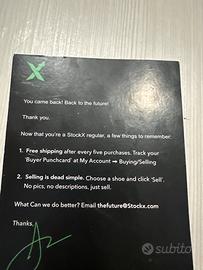 You came back! Back to the future!
Thank you.
Now that you're a StockX regular, a few things to remember:
1. Free shipping after every five purchases. Track your
'Buyer Punchcard' at My Account → Buying/Selling
2. Selling is dead simple. Choose a shoe and click 'Sell'.
No pics, no descriptions, just sell.
What Can we do better? Email thefuture@Stockx.com
Thanks,
subito